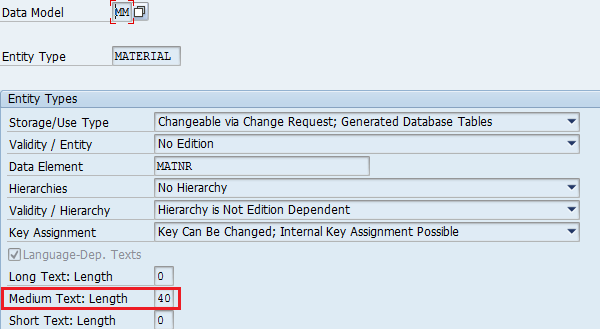 Data Model MM
Entity Type MATERIAL
Entity Types
Storage/Use Type Changeable via Change Request; Generated Database Tables
Validity / Entity No Edition
Data Element MATNR
Hierarchies No Hierarchy
Validity / Hierarchy Hierarchy is Not Edition Dependent
Key Assignment Key Can Be Changed; Internal Key Assignment Possible
Language-Dep. Texts
Long Text: Length 0
Medium Text: Length 40
Short Text: Length 0